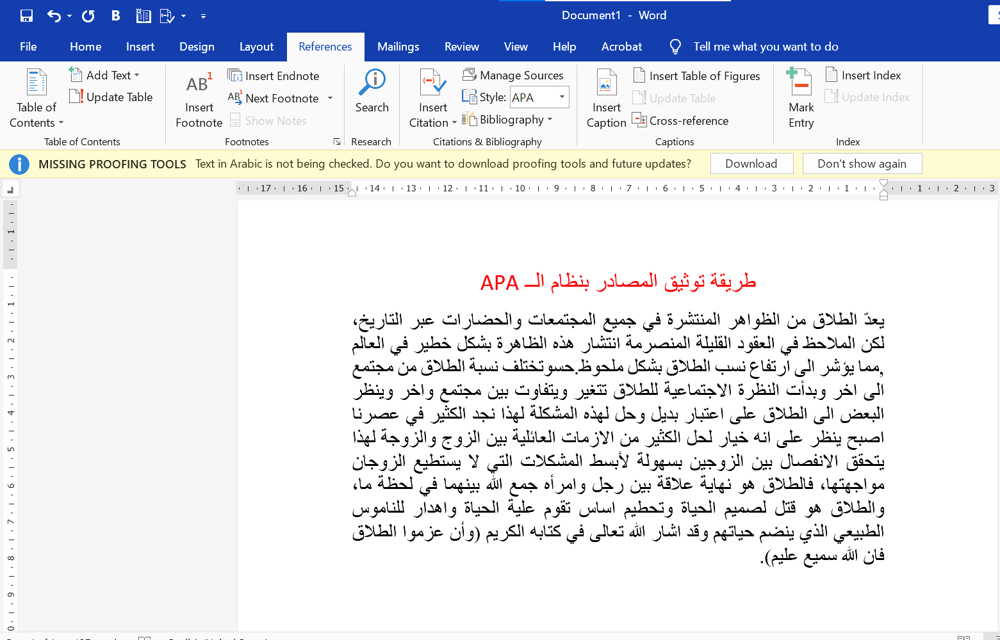 Document1 - Word
File Home Insert Design Layout References Mailings Review View Help Acrobat Tell me what you want to do
Table of Contents
Add Text
Update Table
Table of Contents
AB1
Insert Footnote
Insert Endnote
Next Footnote
Show Notes
Footnotes
Search
Research
Insert Citation
Manage Sources
Style: APA
Bibliography
Citations & Bibliography
Insert Caption
Insert Table of Figures
Update Table
Cross-reference
Captions
Mark Entry
Insert Index
Update Index
Index
MISSING PROOFING TOOLS Text in Arabic is not being checked. Do you want to download proofing tools and future updates? Download Don't show again
17 16 15 14 13 12 11 10 9 8 7 6 5 4 3 2 1 1 2 3
1
1
2
3
4
5
6
7
8
9
طريقة توثيق المصادر بنظام الــ APA
يعدّ الطلاق من الظواهر المنتشرة في جميع المجتمعات والحضارات عبر التاريخ،
لكن الملاحظ في العقود القليلة المنصرمة انتشار هذه الظاهرة بشكل خطير في العالم
,مما يؤشر الى ارتفاع نسب الطلاق بشكل ملحوظ.حسوتختلف نسبة الطلاق من مجتمع
الى اخر وبدأت النظرة الاجتماعية للطلاق تتغير ويتفاوت بين مجتمع واخر وينظر
البعض الى الطلاق على اعتبار بديل وحل لهذه المشكلة لهذا نجد الكثير في عصرنا
اصبح ينظر على انه خيار لحل الكثير من الازمات العائلية بين الزوج والزوجة لهذا
يتحقق الانفصال بين الزوجين بسهولة لأبسط المشكلات التي لا يستطيع الزوجان
مواجهتها، فالطلاق هو نهاية علاقة بين رجل وامرأه جمع الله بينهما في لحظة ما،
والطلاق هو قتل لصميم الحياة وتحطيم اساس تقوم علية الحياة واهدار للناموس
الطبيعي الذي ينضم حياتهم وقد اشار الله تعالى في كتابه الكريم (وأن عزموا الطلاق
فان الله سميع عليم).